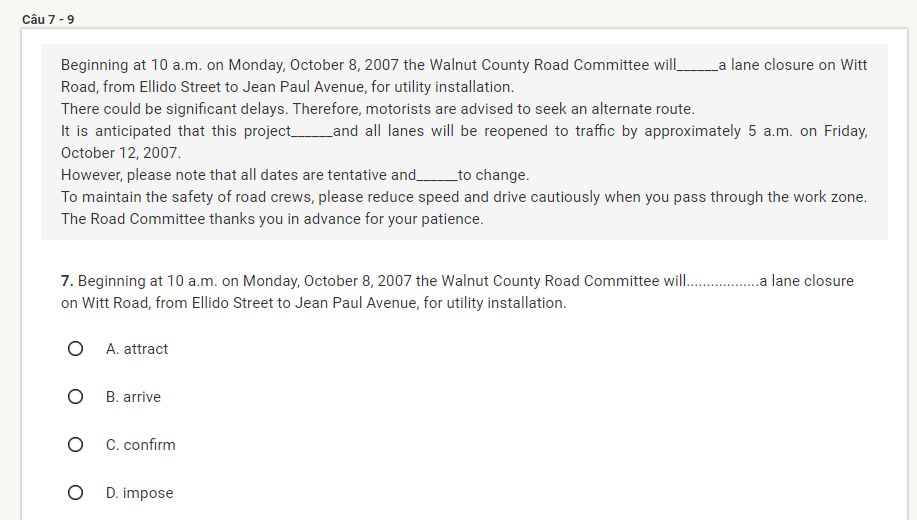 Câu 7 - 9
Beginning at 10 a.m. on Monday, October 8, 2007 the Walnut County Road Committee will______a lane closure on Witt
Road, from Ellido Street to Jean Paul Avenue, for utility installation.
There could be significant delays. Therefore, motorists are advised to seek an alternate route.
It is anticipated that this project______and all lanes will be reopened to traffic by approximately 5 a.m. on Friday,
October 12, 2007.
However, please note that all dates are tentative and______to change.
To maintain the safety of road crews, please reduce speed and drive cautiously when you pass through the work zone.
The Road Committee thanks you in advance for your patience.
7. Beginning at 10 a.m. on Monday, October 8, 2007 the Walnut County Road Committee will..................a lane closure
on Witt Road, from Ellido Street to Jean Paul Avenue, for utility installation.
A. attract
B. arrive
C. confirm
D. impose